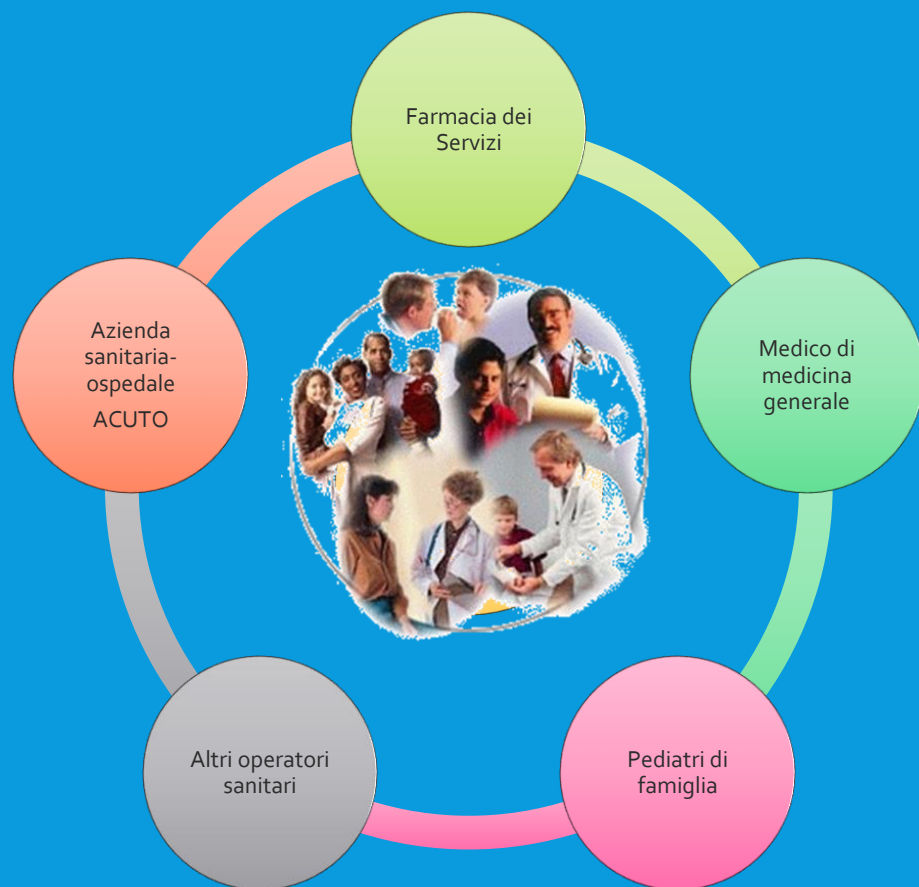 Farmacia dei
Servizi
Medico di
medicina
generale
Pediatri di
famiglia
Altri operatori
sanitari
Azienda
sanitaria-
ospedale
ACUTO